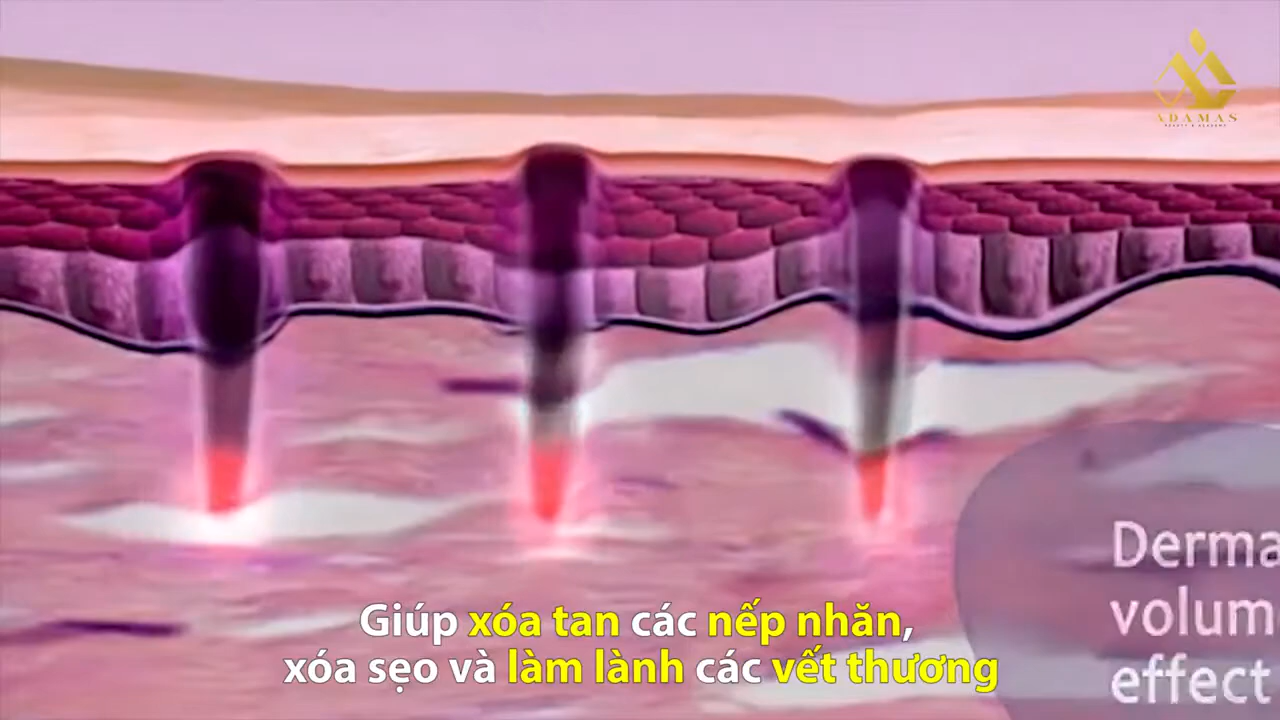 ADAMAS
Giúp xóa tan các nếp nhăn,
xóa sẹo và làm lành các vết thương
Derma
volum
effect